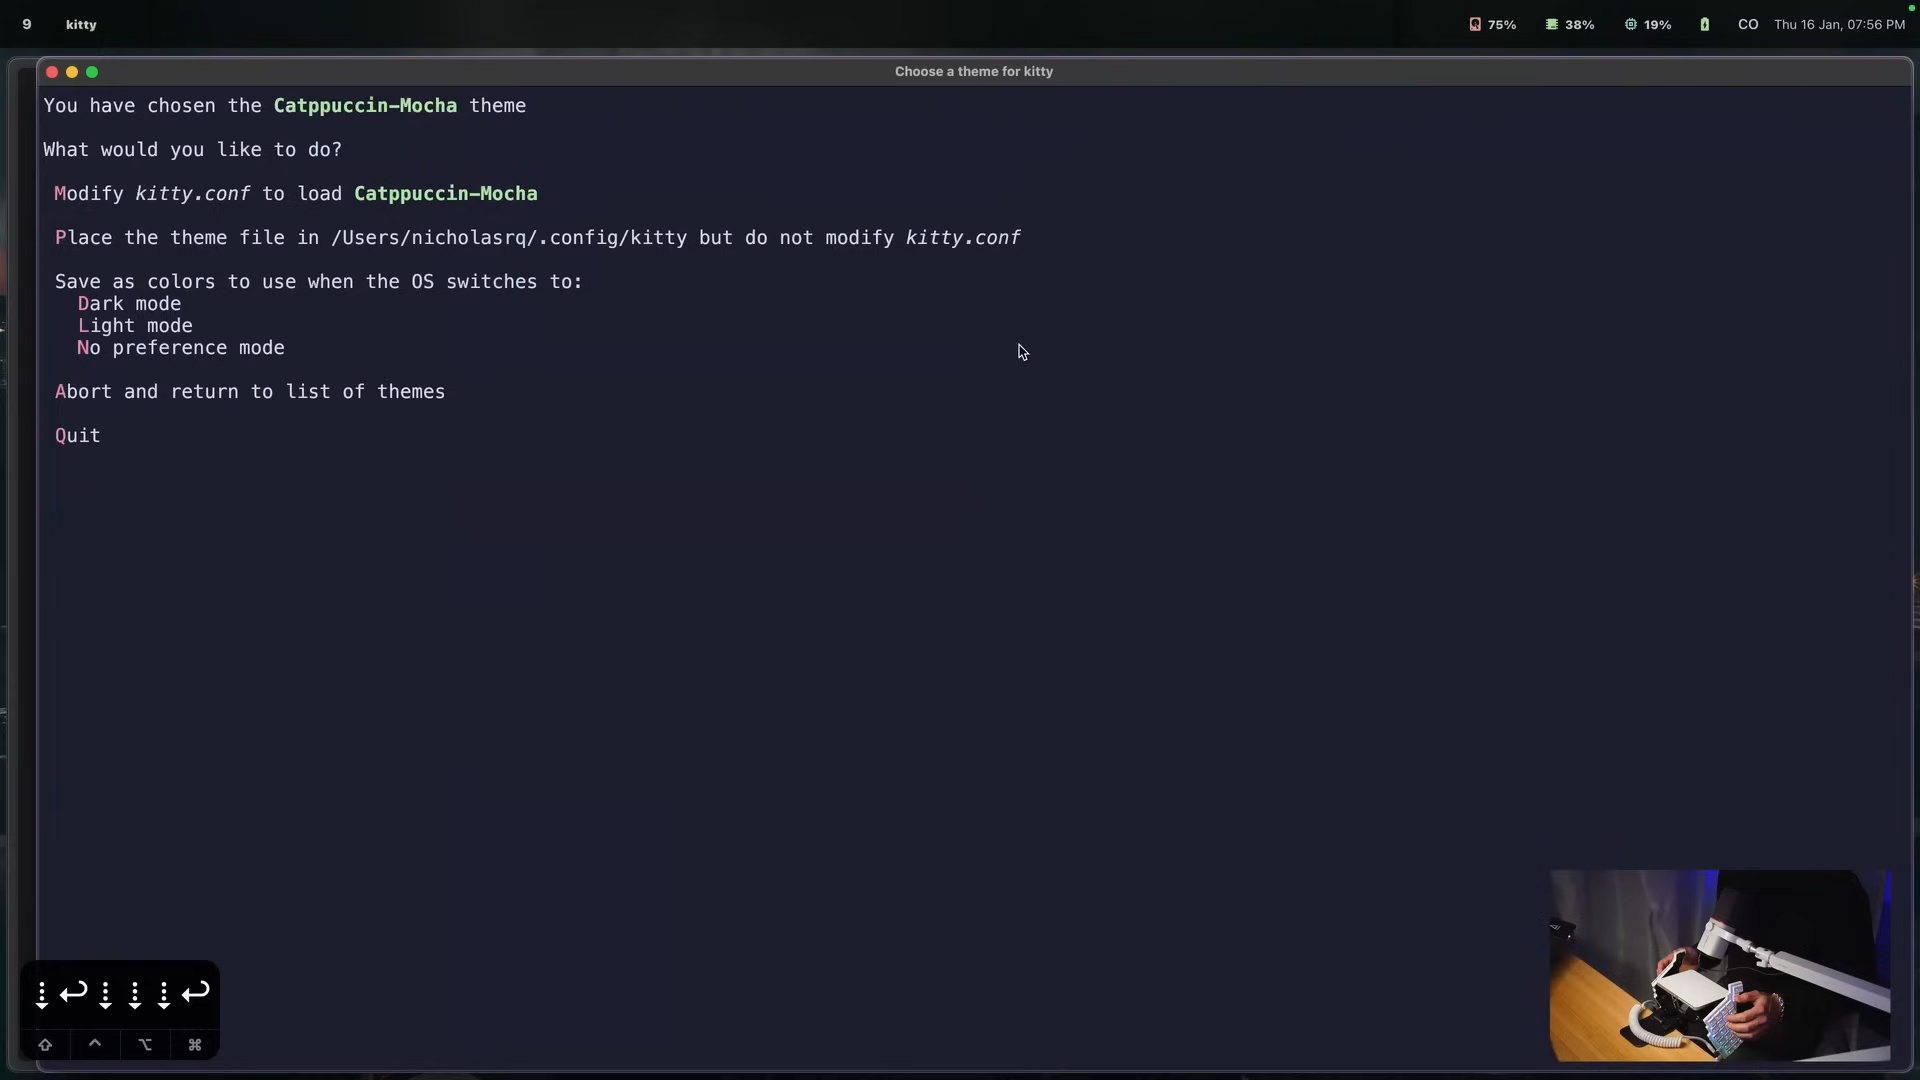 9 kitty 75% 38% 19% CO Thu 16 Jan, 07:56 PM
Choose a theme for kitty
You have chosen the Catppuccin-Mocha theme
What would you like to do?
Modify kitty.conf to load Catppuccin-Mocha
Place the theme file in /Users/nicholasrq/.config/kitty but do not modify kitty.conf
Save as colors to use when the OS switches to:
Dark mode
Light mode
No preference mode
Abort and return to list of themes
Quit